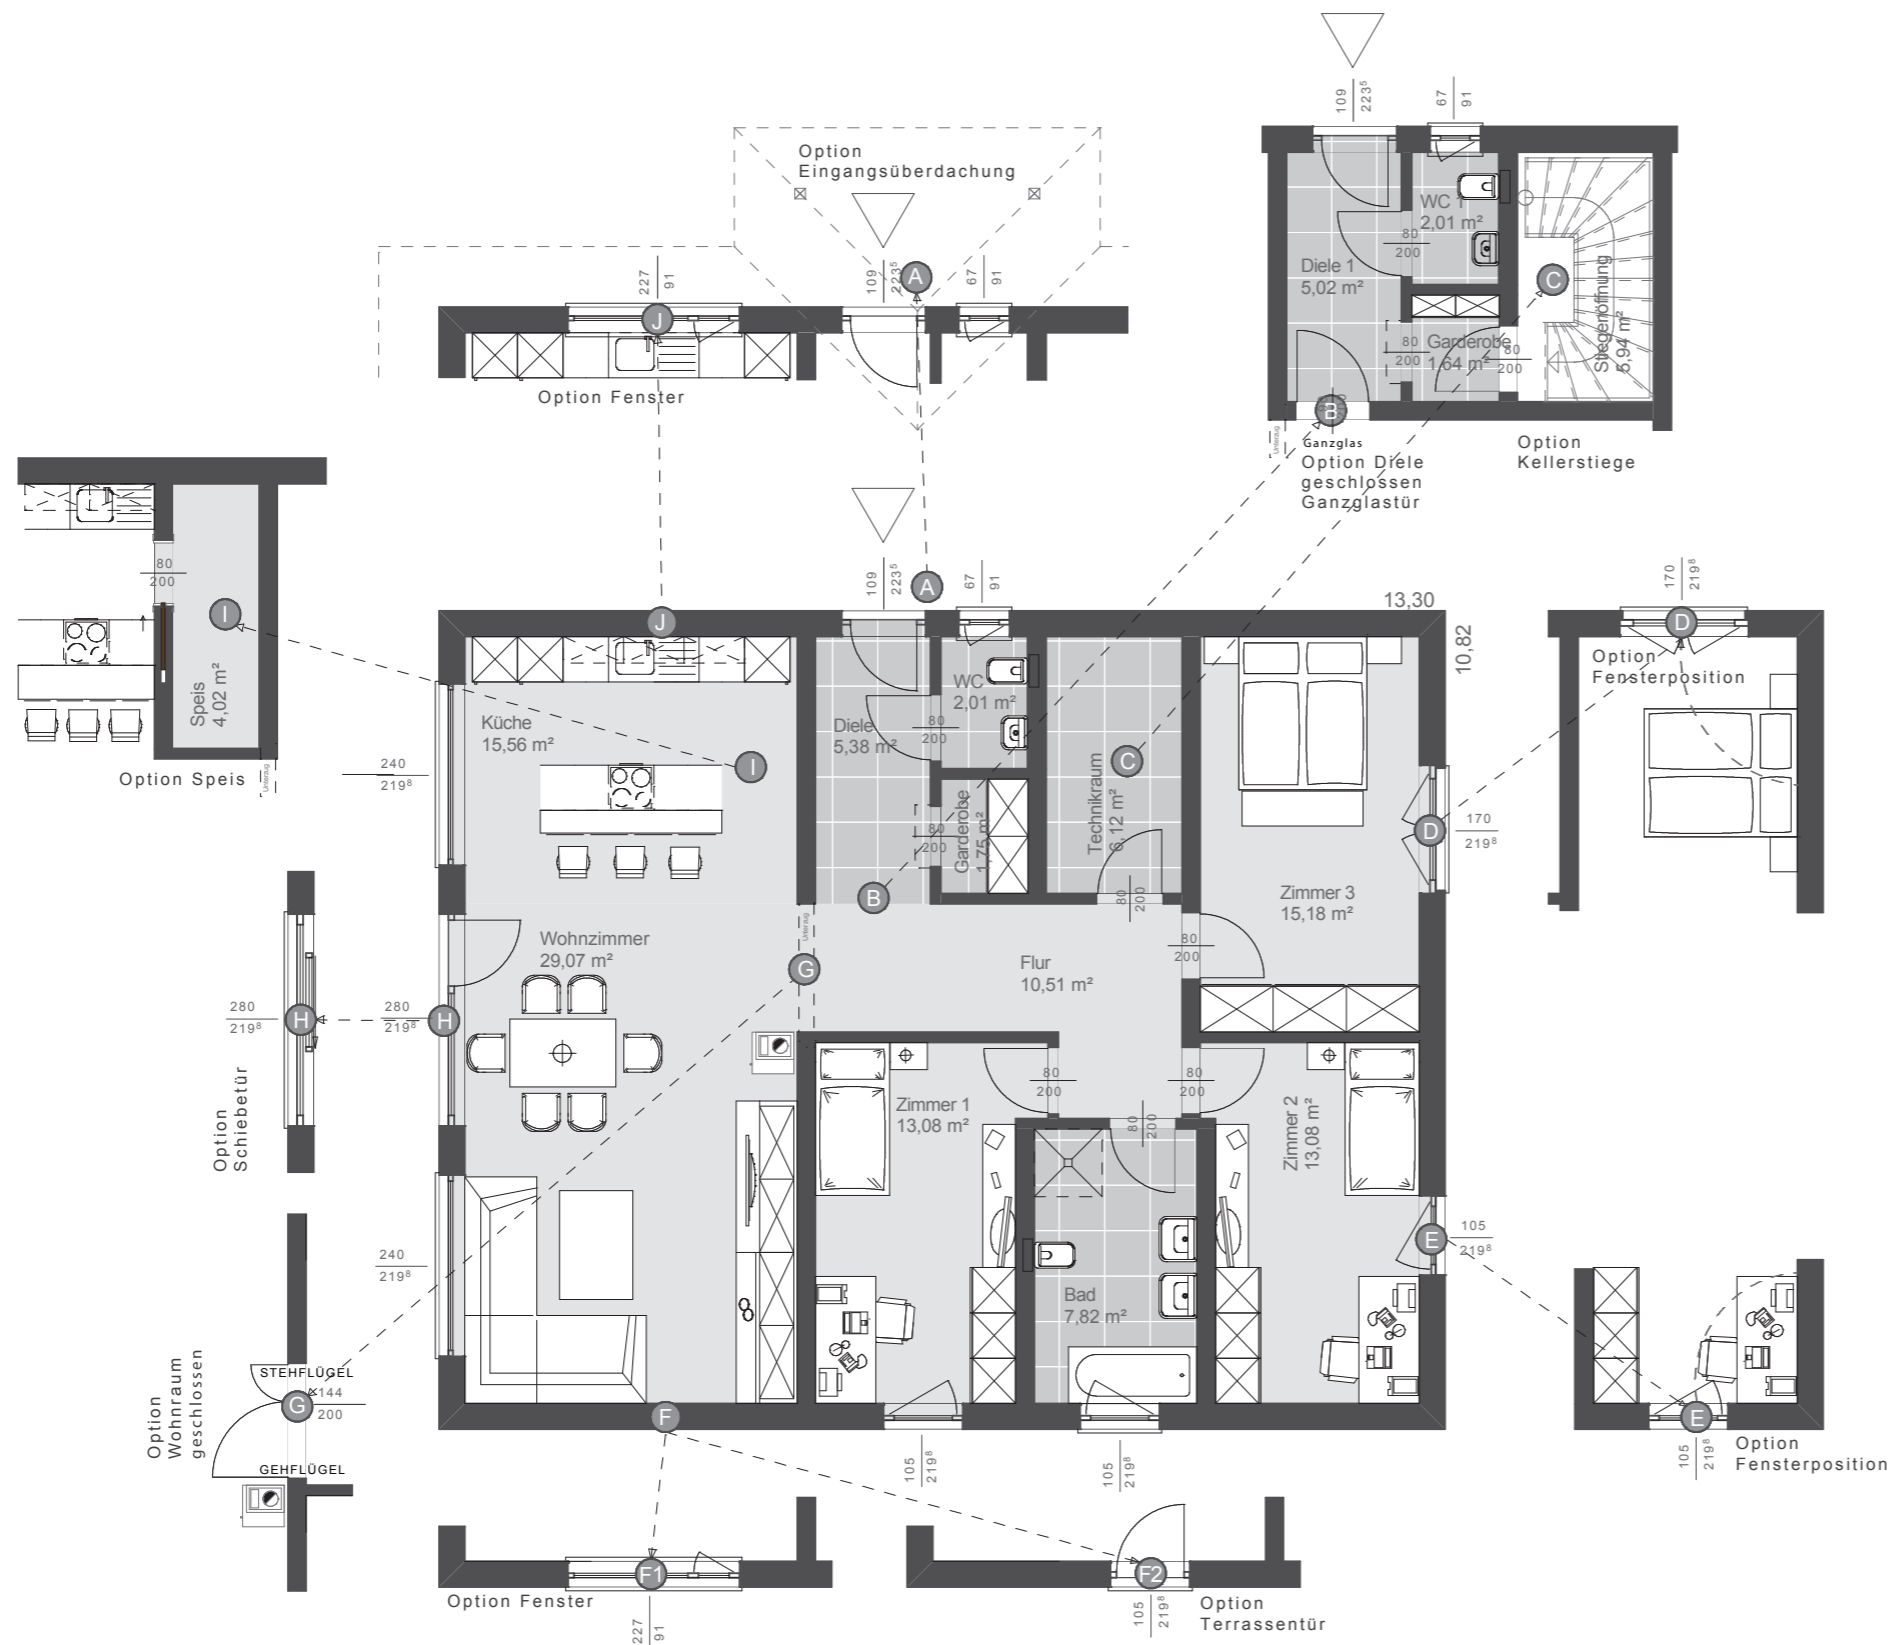 109
223⁵
67
91
WC 1
2,01 m²
80
200
Diele 1
5,02 m²
C
Stiegenöffnung
5,94 m²
Garderobe
1,64 m²
80
200
80
200
B
Unterzug
Ganzglas
Option Diele
geschlossen
Ganzglastür
Option
Kellerstiege
Option
Eingangsüberdachung
227
91
109
223⁵
A
67
91
J
Option Fenster
80
200
I
Speis
4,02 m²
Option Speis
Unterzug
109
223⁵
A
67
91
J
13,30
10,82
Küche
15,56 m²
I
Diele
5,38 m²
WC
2,01 m²
80
200
Garderobe
1,75 m²
80
200
Technikraum
6,12 m²
C
80
200
B
240
219⁸
Zimmer 3
15,18 m²
D
170
219⁸
170
219⁸
D
Option
Fensterposition
Wohnzimmer
29,07 m²
Unterzug
G
Flur
10,51 m²
80
200
280
219⁸
H
280
219⁸
H
Option
Schiebetür
Zimmer 1
13,08 m²
80
200
80
200
80
200
Zimmer 2
13,08 m²
Bad
7,82 m²
E
105
219⁸
240
219⁸
Option
Wohnraum
geschlossen
STEHFLÜGEL
G
144
200
GEHFLÜGEL
F
105
219⁸
105
219⁸
E
105
219⁸
Option
Fensterposition
F1
Option Fenster
227
91
F2
105
219⁸
Option
Terrassentür